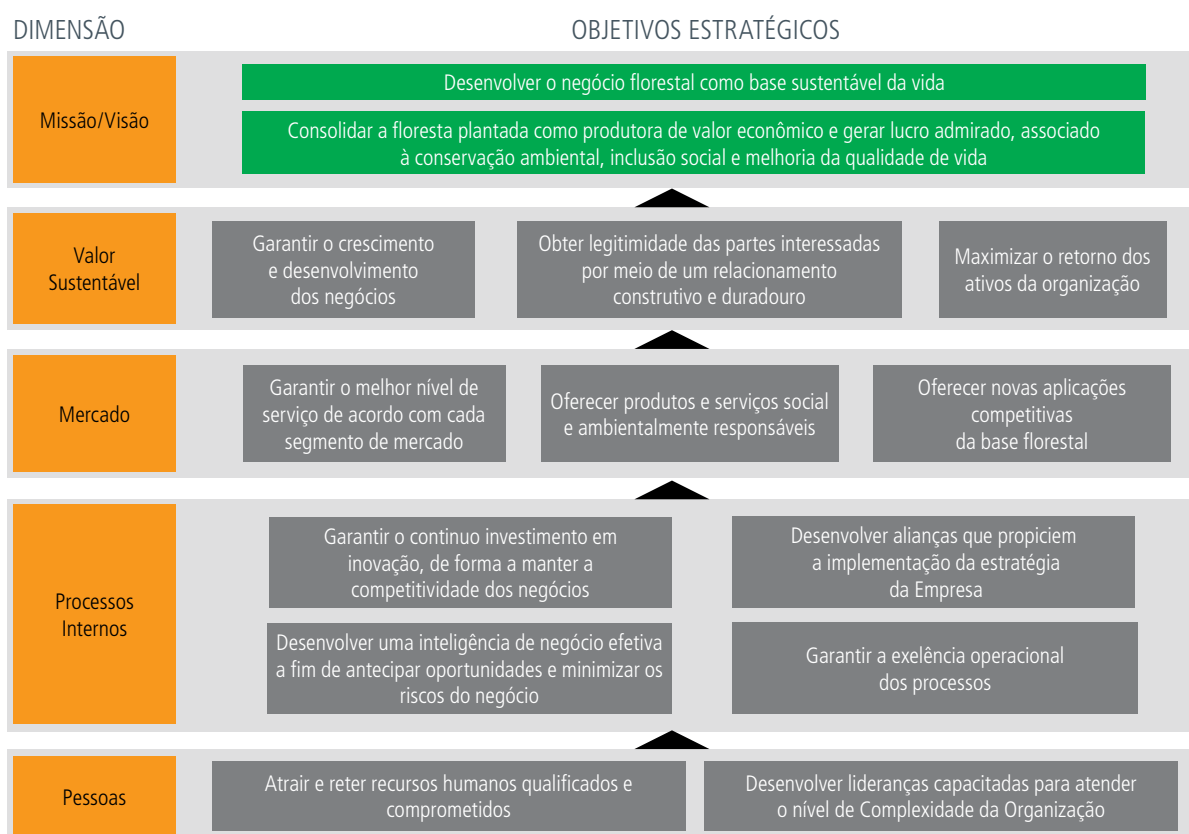 DIMENSÃO
OBJETIVOS ESTRATÉGICOS
Missão/Visão
Desenvolver o negócio florestal como base sustentável da vida
Consolidar a floresta plantada como produtora de valor econômico e gerar lucro admirado, associado
à conservação ambiental, inclusão social e melhoria da qualidade de vida
Valor
Sustentável
Garantir o crescimento
e desenvolvimento
dos negócios
Obter legitimidade das partes interessadas
por meio de um relacionamento
construtivo e duradouro
Maximizar o retorno dos
ativos da organização
Mercado
Garantir o melhor nível de
serviço de acordo com cada
segmento de mercado
Oferecer produtos e serviços social
e ambientalmente responsáveis
Oferecer novas aplicações
competitivas
da base florestal
Processos
Internos
Garantir o continuo investimento em
inovação, de forma a manter a
competitividade dos negócios
Desenvolver alianças que propiciem
a implementação da estratégia
da Empresa
Desenvolver uma inteligência de negócio efetiva
a fim de antecipar oportunidades e minimizar os
riscos do negócio
Garantir a exelência operacional
dos processos
Pessoas
Atrair e reter recursos humanos qualificados e
comprometidos
Desenvolver lideranças capacitadas para atender
o nível de Complexidade da Organização